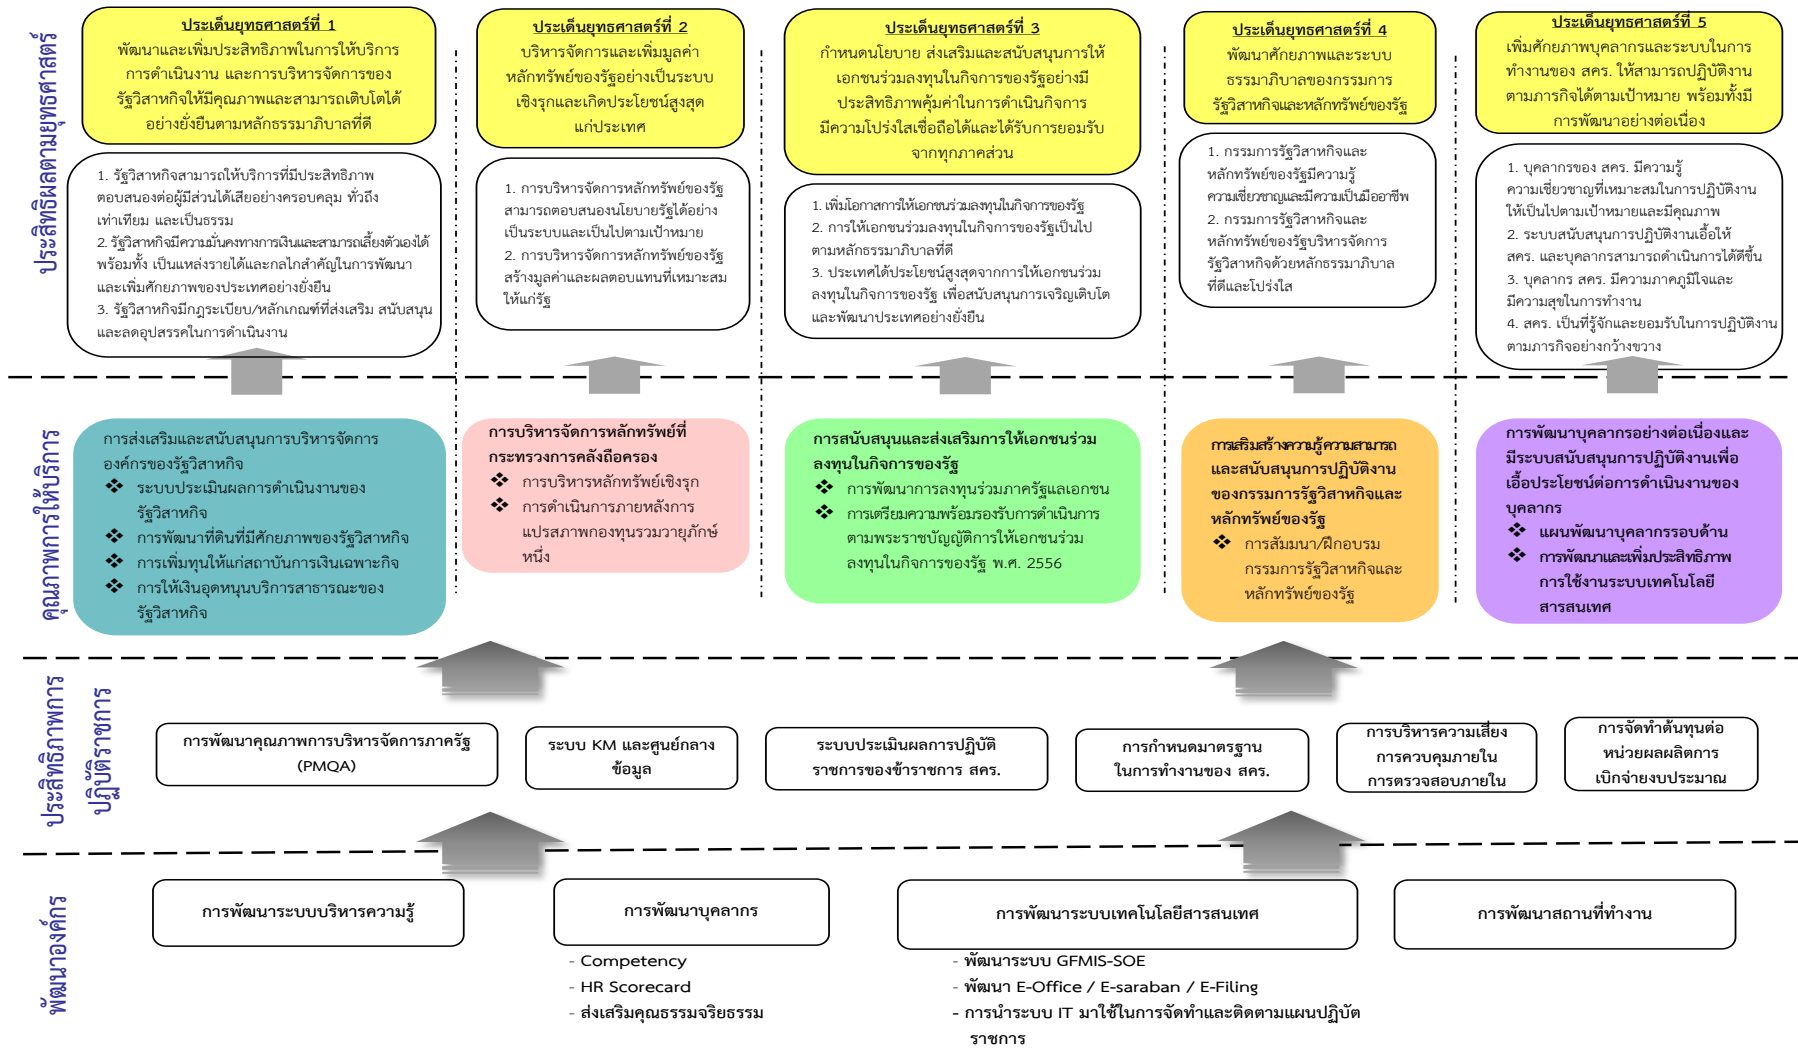 ประสิทธิผลตามยุทธศาสตร์
ประเด็นยุทธศาสตร์ที่ 1
พัฒนาและเพิ่มประสิทธิภาพในการให้บริการ
การดำเนินงาน และการบริหารจัดการของ
รัฐวิสาหกิจให้มีคุณภาพและสามารถเติบโตได้
อย่างยั่งยืนตามหลักธรรมาภิบาลที่ดี
ประเด็นยุทธศาสตร์ที่ 2
บริหารจัดการและเพิ่มมูลค่า
หลักทรัพย์ของรัฐอย่างเป็นระบบ
เชิงรุกและเกิดประโยชน์สูงสุด
แก่ประเทศ
ประเด็นยุทธศาสตร์ที่ 3
กำหนดนโยบาย ส่งเสริมและสนับสนุนการให้
เอกชนร่วมลงทุนในกิจการของรัฐอย่างมี
ประสิทธิภาพคุ้มค่าในการดำเนินกิจการ
มีความโปร่งใสเชื่อถือได้และได้รับการยอมรับ
จากทุกภาคส่วน
ประเด็นยุทธศาสตร์ที่ 4
พัฒนาศักยภาพและระบบ
ธรรมาภิบาลของกรรมการ
รัฐวิสาหกิจและหลักทรัพย์ของรัฐ
ประเด็นยุทธศาสตร์ที่ 5
เพิ่มศักยภาพบุคลากรและระบบในการ
ทำงานของ สคร. ให้สามารถปฏิบัติงาน
ตามภารกิจได้ตามเป้าหมาย พร้อมทั้งมี
การพัฒนาอย่างต่อเนื่อง
1. รัฐวิสาหกิจสามารถให้บริการที่มีประสิทธิภาพ
ตอบสนองต่อผู้มีส่วนได้เสียอย่างครอบคลุม ทั่วถึง
เท่าเทียม และเป็นธรรม
2. รัฐวิสาหกิจมีความมั่นคงทางการเงินและสามารถเลี้ยงตัวเองได้
พร้อมทั้ง เป็นแหล่งรายได้และกลไกสำคัญในการพัฒนา
และเพิ่มศักยภาพของประเทศอย่างยั่งยืน
3. รัฐวิสาหกิจมีกฎระเบียบ/หลักเกณฑ์ที่ส่งเสริม สนับสนุน
และลดอุปสรรคในการดำเนินงาน
1. การบริหารจัดการหลักทรัพย์ของรัฐ
สามารถตอบสนองนโยบายรัฐได้อย่าง
เป็นระบบและเป็นไปตามเป้าหมาย
2. การบริหารจัดการหลักทรัพย์ของรัฐ
สร้างมูลค่าและผลตอบแทนที่เหมาะสม
ให้แก่รัฐ
1. เพิ่มโอกาสการให้เอกชนร่วมลงทุนในกิจการของรัฐ
2. การให้เอกชนร่วมลงทุนในกิจการของรัฐเป็นไป
ตามหลักธรรมาภิบาลที่ดี
3. ประเทศได้ประโยชน์สูงสุดจากการให้เอกชนร่วม
ลงทุนในกิจการของรัฐ เพื่อสนับสนุนการเจริญเติบโต
และพัฒนาประเทศอย่างยั่งยืน
1. กรรมการรัฐวิสาหกิจและ
หลักทรัพย์ของรัฐมีความรู้
ความเชี่ยวชาญและมีความเป็นมืออาชีพ
2. กรรมการรัฐวิสาหกิจและ
หลักทรัพย์ของรัฐบริหารจัดการ
รัฐวิสาหกิจด้วยหลักธรรมาภิบาล
ที่ดีและโปร่งใส
1. บุคลากรของ สคร. มีความรู้
ความเชี่ยวชาญที่เหมาะสมในการปฏิบัติงาน
ให้เป็นไปตามเป้าหมายและมีคุณภาพ
2. ระบบสนับสนุนการปฏิบัติงานเอื้อให้
สคร. และบุคลากรสามารถดำเนินการได้ดีขึ้น
3. บุคลากร สคร. มีความภาคภูมิใจและ
มีความสุขในการทำงาน
4. สคร. เป็นที่รู้จักและยอมรับในการปฏิบัติงาน
ตามภารกิจอย่างกว้างขวาง
คุณภาพการให้บริการ
การส่งเสริมและสนับสนุนการบริหารจัดการ
องค์กรของรัฐวิสาหกิจ
❖ ระบบประเมินผลการดำเนินงานของ
รัฐวิสาหกิจ
❖ การพัฒนาที่ดินที่มีศักยภาพของรัฐวิสาหกิจ
❖ การเพิ่มทุนให้แก่สถาบันการเงินเฉพาะกิจ
❖ การให้เงินอุดหนุนบริการสาธารณะของ
รัฐวิสาหกิจ
การบริหารจัดการหลักทรัพย์ที่
กระทรวงการคลังถือครอง
❖ การบริหารหลักทรัพย์เชิงรุก
❖ การดำเนินการภายหลังการ
แปรสภาพกองทุนรวมวายุภักษ์
หนึ่ง
การสนับสนุนและส่งเสริมการให้เอกชนร่วม
ลงทุนในกิจการของรัฐ
❖ การพัฒนาการลงทุนร่วมภาครัฐแลเอกชน
❖ การเตรียมความพร้อมรองรับการดำเนินการ
ตามพระราชบัญญัติการให้เอกชนร่วม
ลงทุนในกิจการของรัฐ พ.ศ. 2556
การเสริมสร้างความรู้ความสามารถ
และสนับสนุนการปฏิบัติงาน
ของกรรมการรัฐวิสาหกิจและ
หลักทรัพย์ของรัฐ
❖ การสัมมนา/ฝึกอบรม
กรรมการรัฐวิสาหกิจและ
หลักทรัพย์ของรัฐ
การพัฒนาบุคลากรอย่างต่อเนื่องและ
มีระบบสนับสนุนการปฏิบัติงานเพื่อ
เอื้อประโยชน์ต่อการดำเนินงานของ
บุคลากร
❖ แผนพัฒนาบุคลากรรอบด้าน
❖ การพัฒนาและเพิ่มประสิทธิภาพ
การใช้งานระบบเทคโนโลยี
สารสนเทศ
ประสิทธิภาพการ
ปฏิบัติราชการ
การพัฒนาคุณภาพการบริหารจัดการภาครัฐ
(PMQA)
ระบบ KM และศูนย์กลาง
ข้อมูล
ระบบประเมินผลการปฏิบัติ
ราชการของข้าราชการ สคร.
การกำหนดมาตรฐาน
ในการทำงานของ สคร.
การบริหารความเสี่ยง
การควบคุมภายใน
การตรวจสอบภายใน
การจัดทำต้นทุนต่อ
หน่วยผลผลิตการ
เบิกจ่ายงบประมาณ
พัฒนาองค์กร
การพัฒนาระบบบริหารความรู้
การพัฒนาบุคลากร
- Competency
- HR Scorecard
- ส่งเสริมคุณธรรมจริยธรรม
การพัฒนาระบบเทคโนโลยีสารสนเทศ
- พัฒนาระบบ GFMIS-SOE
- พัฒนา E-Office / E-saraban / E-Filing
- การนำระบบ IT มาใช้ในการจัดทำและติดตามแผนปฏิบัต
ราชการ
การพัฒนาสถานที่ทำงาน